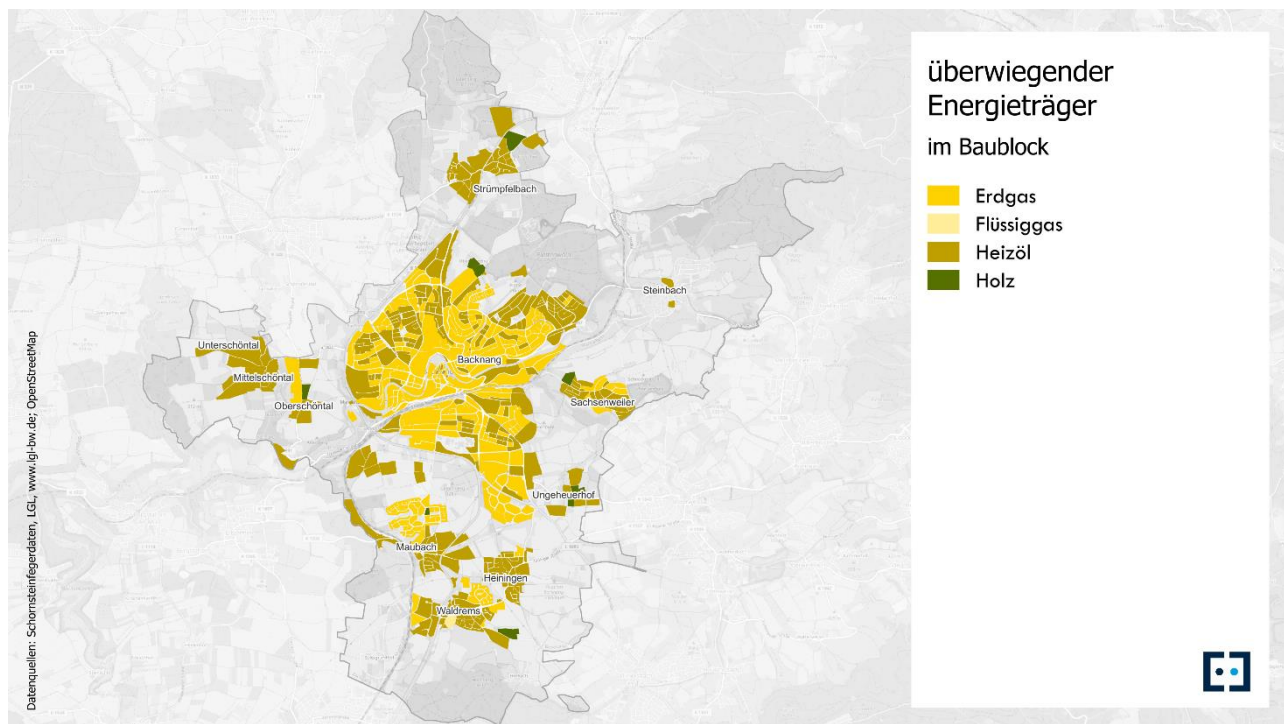 überwiegender
Energieträger
im Baublock
Erdgas
Flüssiggas
Heizöl
Holz
Strümpfelbach
Steinbach
Unterschöntal
Backnang
Mittelschöntal
Oberschöntal
Sachsenweiler
Ungeheuerhof
Maubach
Heiningen
Waldrems
Datenquellen: Schornsteinfegerdaten, LGL, www.lgl-bw.de; OpenStreetMap